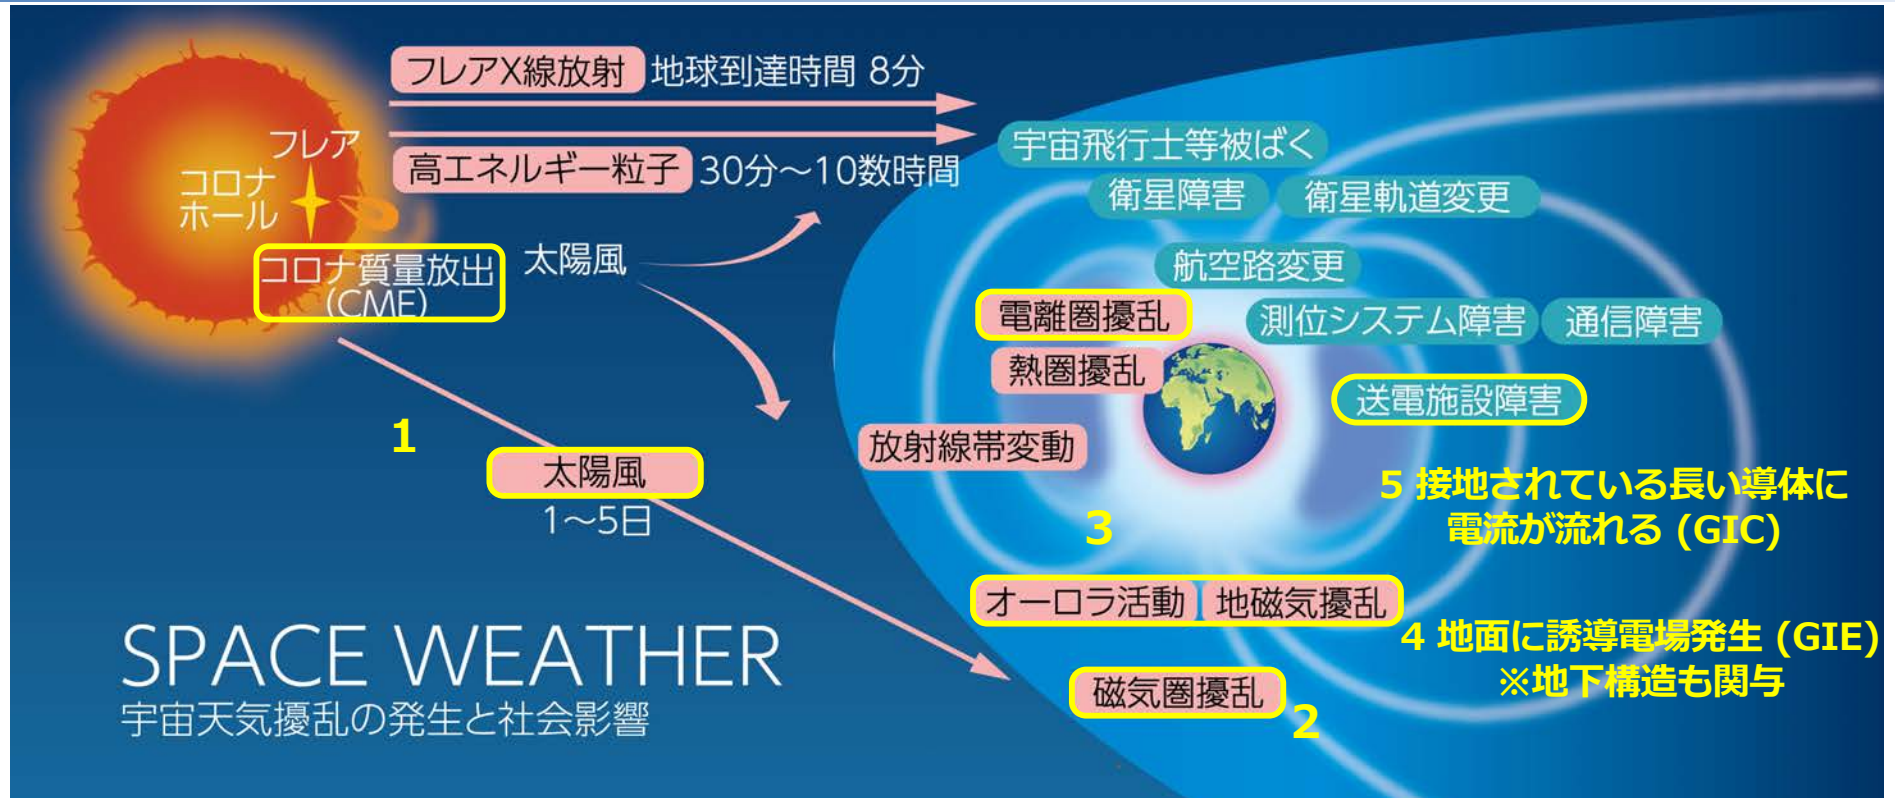 フレアX線放射 地球到達時間 8分
高エネルギー粒子 30分～10数時間
フレア
コロナ
ホール
コロナ質量放出
(CME)
太陽風
1
太陽風
1～5日
宇宙飛行士等被ばく
衛星障害 衛星軌道変更
航空路変更
電離圏擾乱 測位システム障害 通信障害
熱圏擾乱
送電施設障害
放射線帯変動
5 接地されている長い導体に
電流が流れる (GIC)
3
オーロラ活動 地磁気擾乱
4 地面に誘導電場発生 (GIE)
※地下構造も関与
磁気圏擾乱
2
SPACE WEATHER
宇宙天気擾乱の発生と社会影響